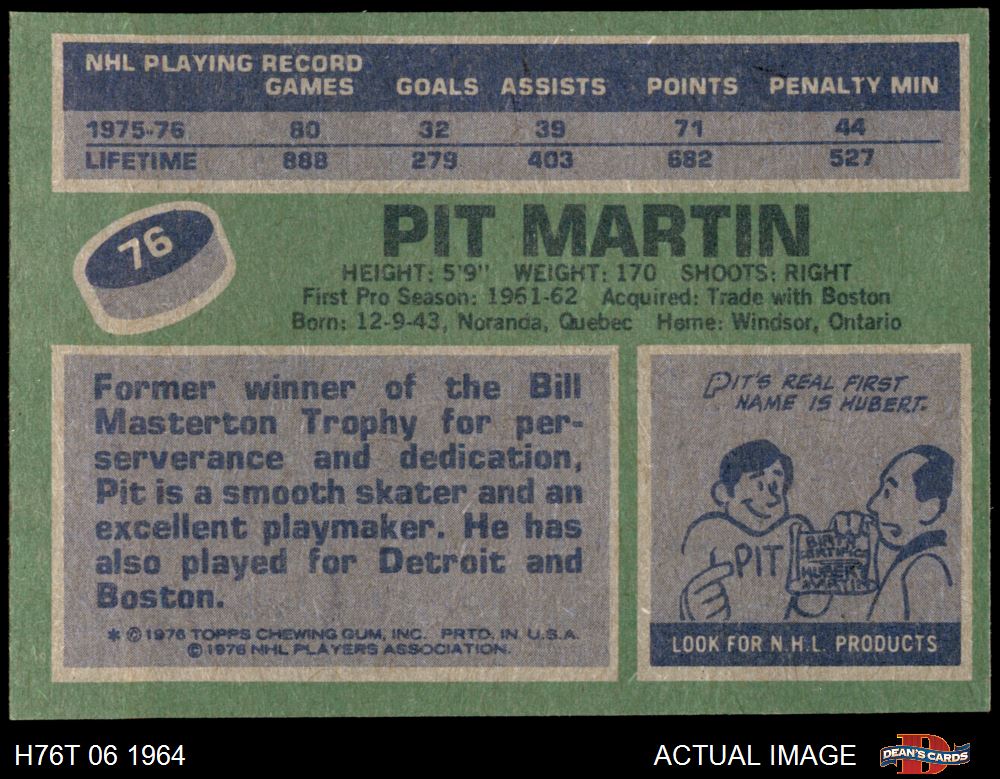 NHL PLAYING RECORD
GAMES GOALS ASSISTS POINTS PENALTY MIN
1975-76 80 32 39 71 44
LIFETIME 888 279 403 682 527
76
PIT MARTIN
HEIGHT: 5'9" WEIGHT: 170 SHOOTS: RIGHT
First Pro Season: 1961-62 Acquired: Trade with Boston
Born: 12-9-43, Noranda, Quebec Home: Windsor, Ontario
Former winner of the Bill
Masterton Trophy for per-
serverance and dedication,
Pit is a smooth skater and an
excellent playmaker. He has
also played for Detroit and
Boston.
* © 1976 TOPPS CHEWING GUM, INC. PRTD. IN U.S.A.
© 1976 NHL PLAYERS ASSOCIATION.
PIT'S REAL FIRST
NAME IS HUBERT.
PIT
BIRTH
CERTIFICATE
HUBERT
MARTIN
LOOK FOR N.H.L. PRODUCTS
H76T 06 1964 ACTUAL IMAGE DEAN'S CARDS